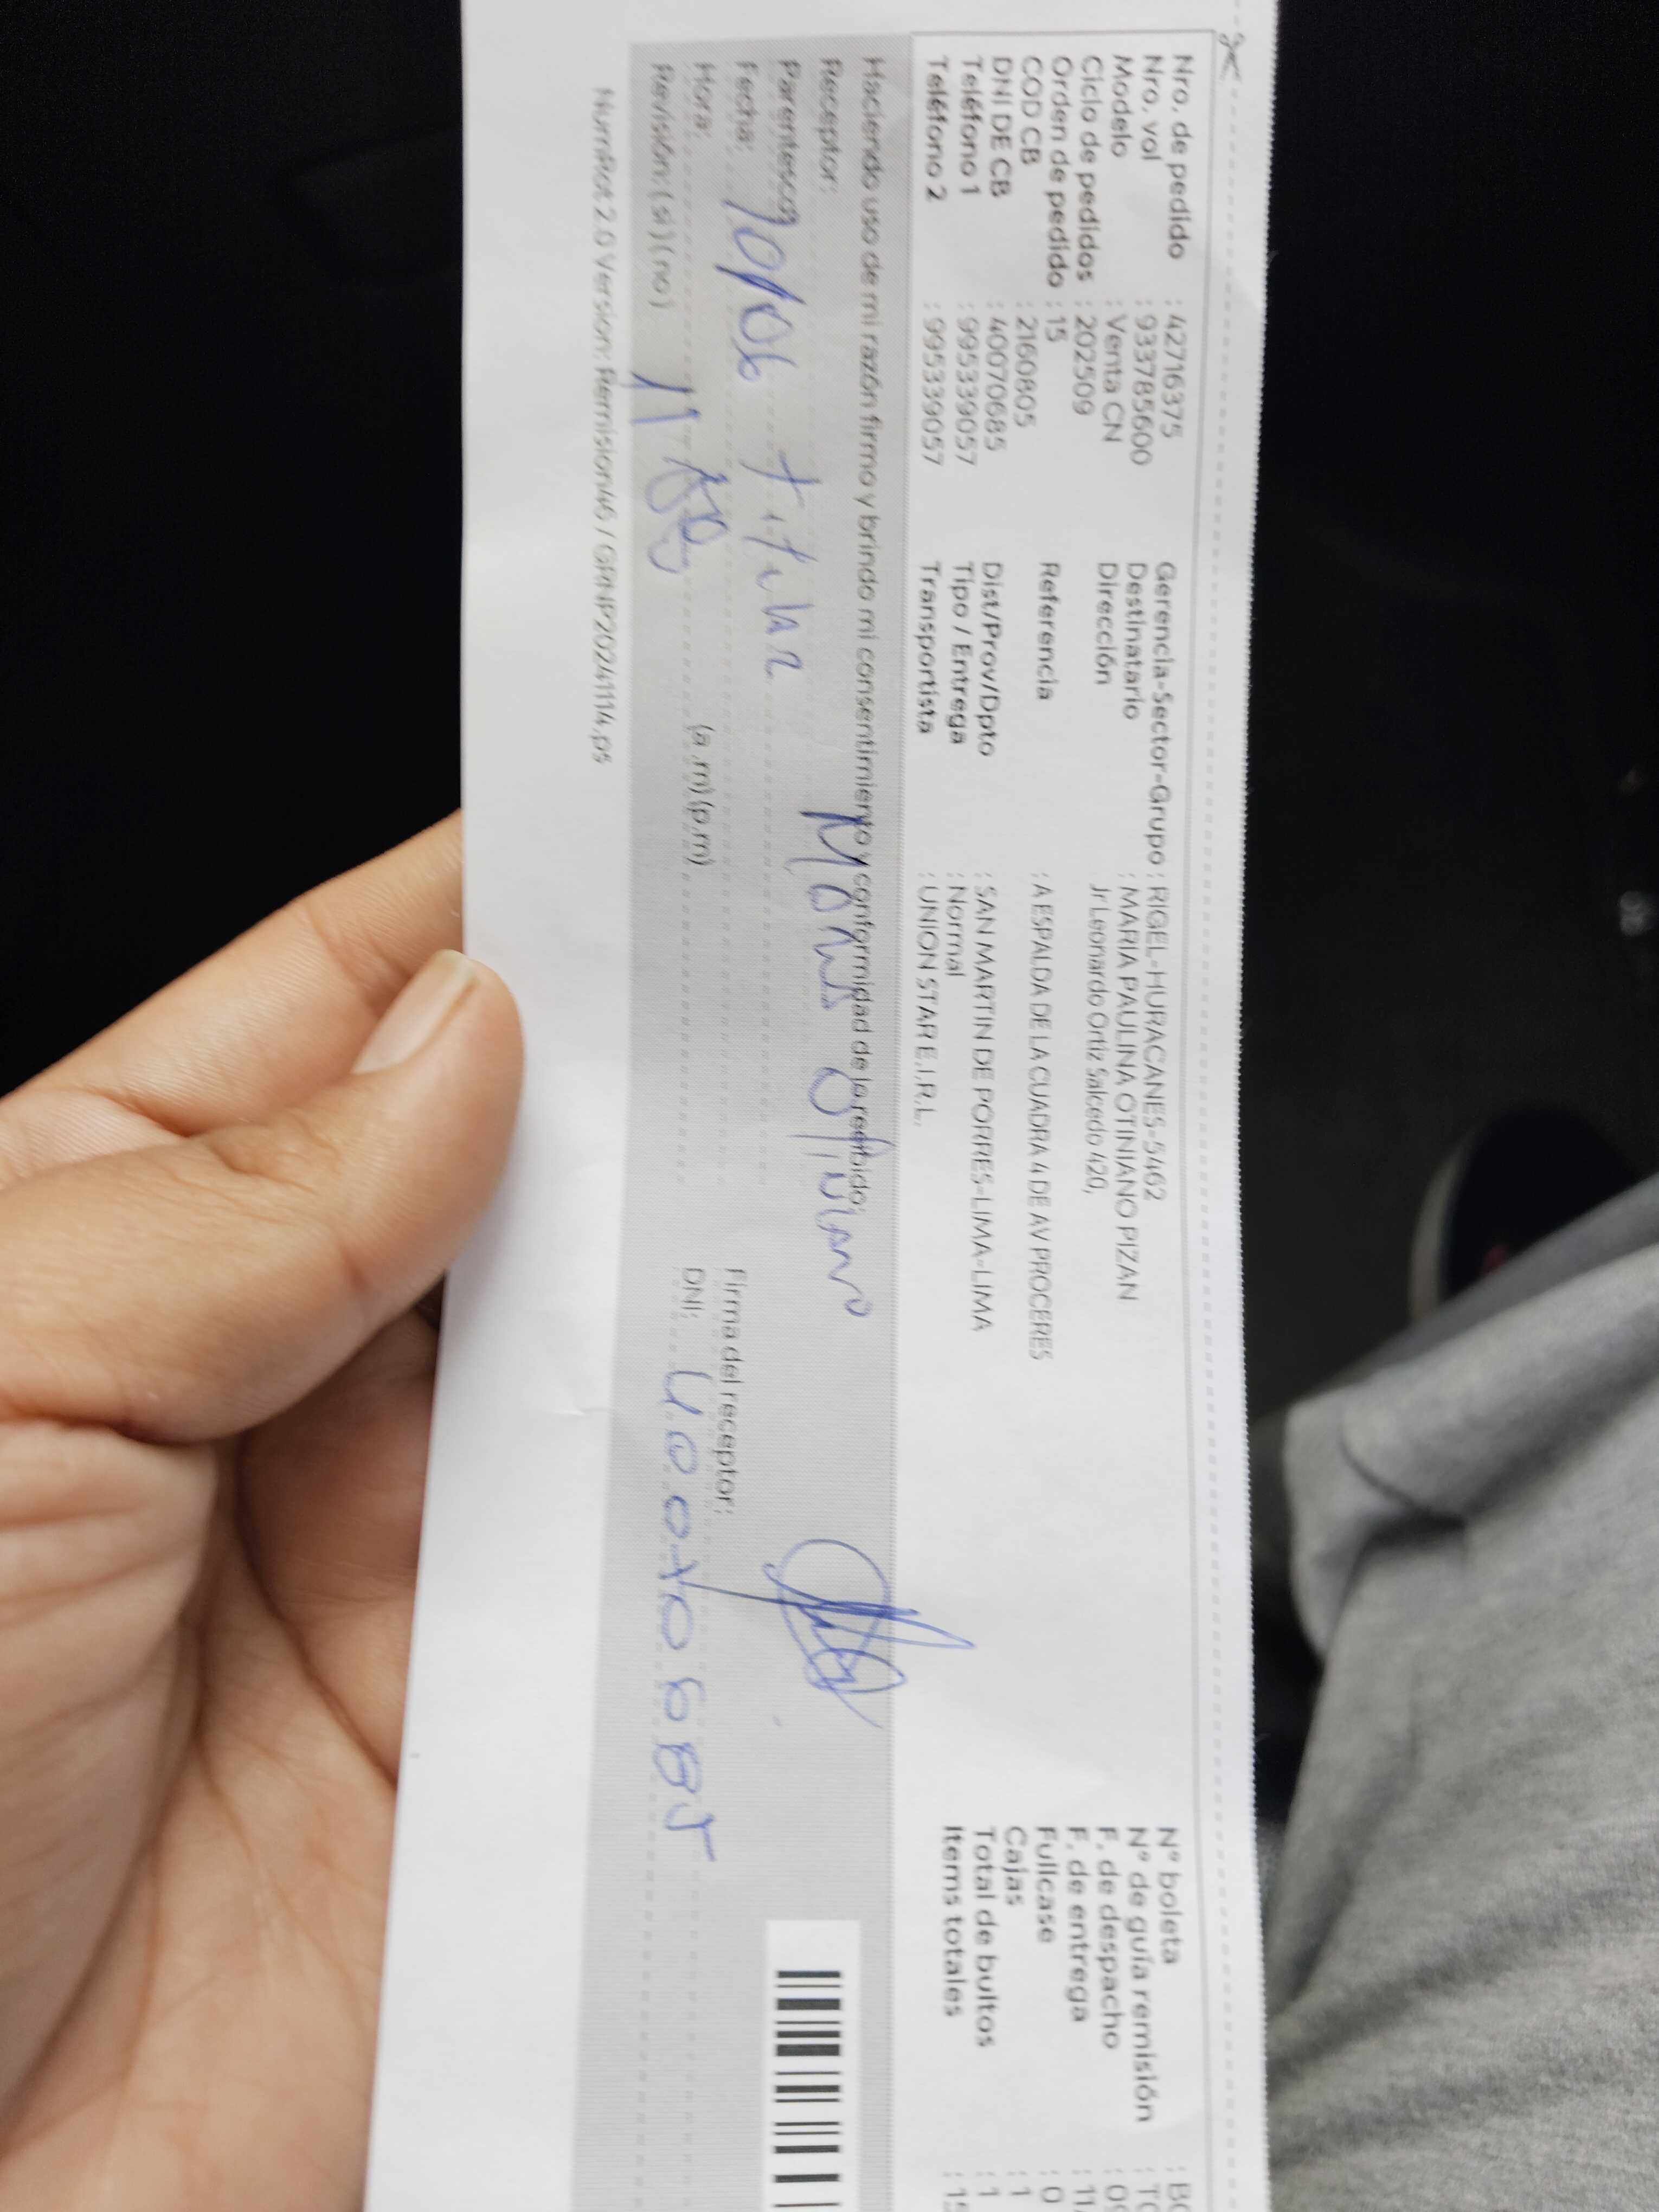 Nro. de pedido : 42716375
Nro. vol : 933785600
Modelo : Venta CN
Ciclo de pedidos : 202509
Orden de pedido : 15
COD CB : 2160805
DNI DE CB : 40070685
Teléfono 1 : 995339057
Teléfono 2 : 995339057
Gerencia-Sector-Grupo : RIGEL-HURACANES-5462
Destinatario : MARIA PAULINA OTINIANO PIZAN
Dirección Jr Leonardo Ortiz Salcedo 420,
Referencia : A ESPALDA DE LA CUADRA 4 DE AV PROCERES
Dist/Prov/Dpto : SAN MARTIN DE PORRES-LIMA-LIMA
Tipo / Entrega : Normal
Transportista : UNION STAR E.I.R.L.
N° boleta
N° de guía remisión
F. de despacho
F. de entrega
Fullcase : 0
Cajas : 1
Total de bultos : 1
Items totales
Haciendo uso de mi razón firmo y brindo mi consentimiento y conformidad de lo recibido.
Receptor:
Parentesco: Titular
Fecha: 10/06
Hora: (a.m) (p.m)
Revisión: (si) (no)
Firma del receptor:
DNI: 40070685